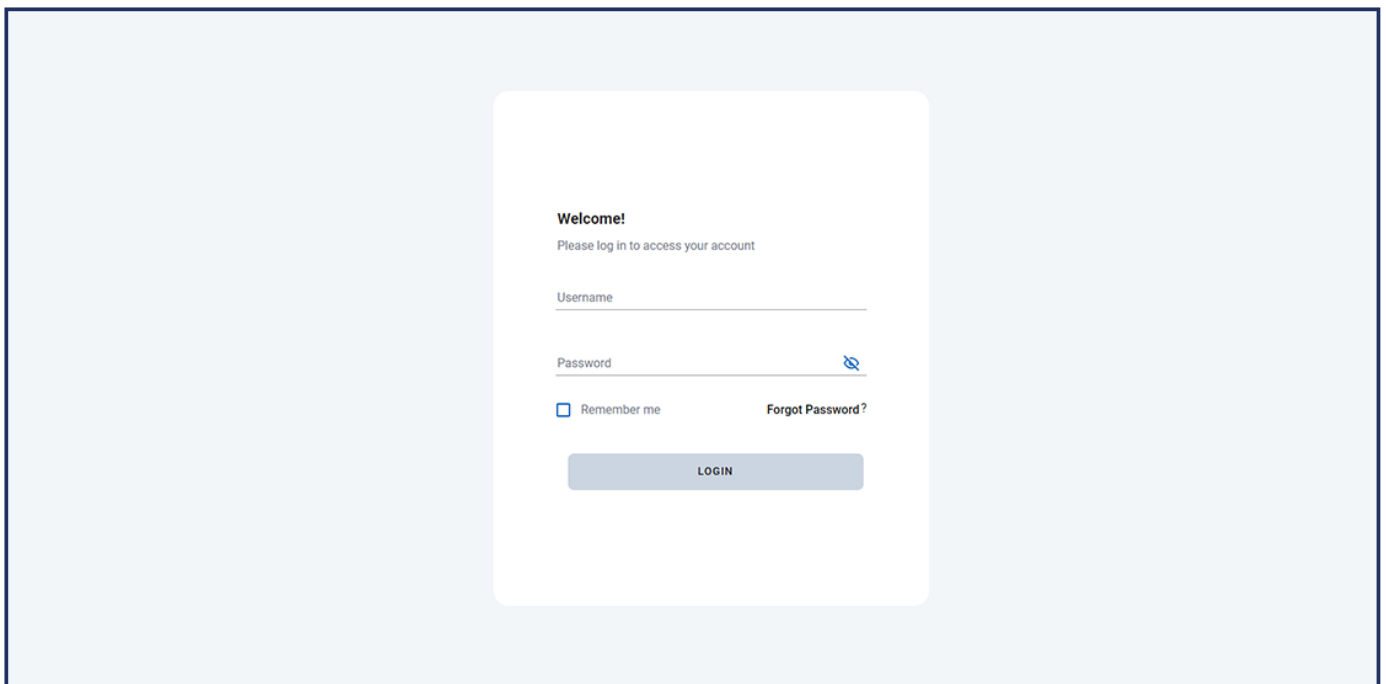 Welcome!
Please log in to access your account
Username
Password
Remember me Forgot Password?
LOGIN